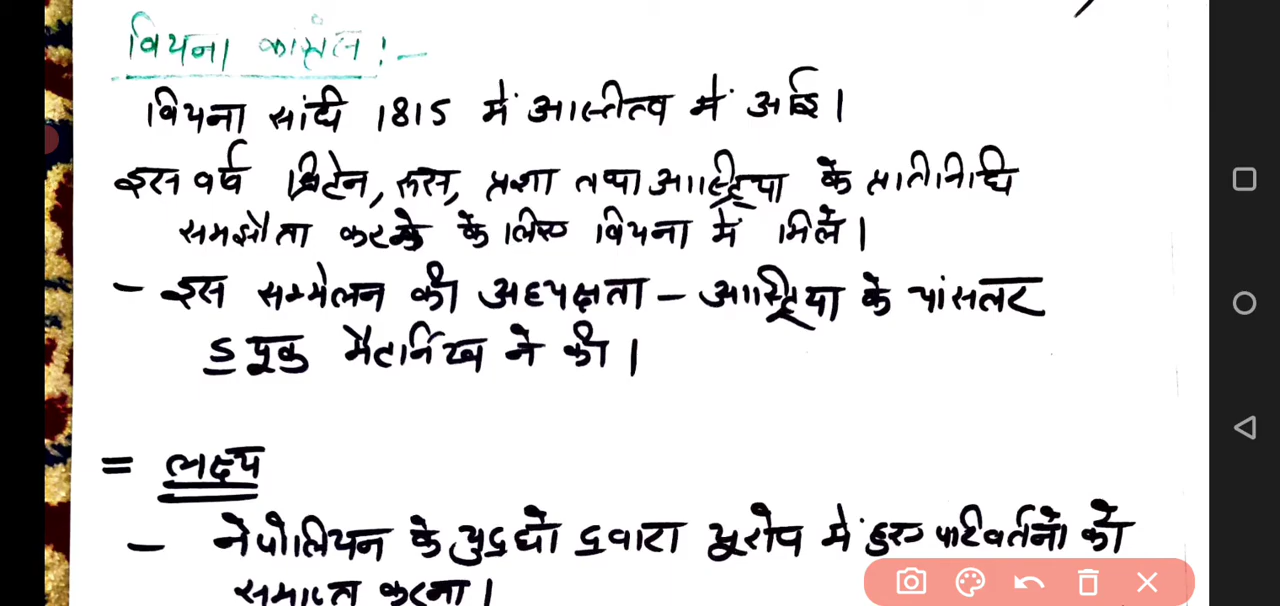 वियना कांग्रेस :-
वियना संधि 1815 में अस्तित्व में आई।
इस वर्ष ब्रिटेन, रूस, प्रशा तथा आस्ट्रिया के प्रतिनिधि
समझौता करने के लिए वियना में मिले।
- इस सम्मेलन की अध्यक्षता - आस्ट्रिया के चांसलर
ड्यूक मैटर्निख ने की।
= लक्ष्य
- नेपोलियन के युद्धों द्वारा यूरोप में हुए परिवर्तनों को
समाप्त करना।